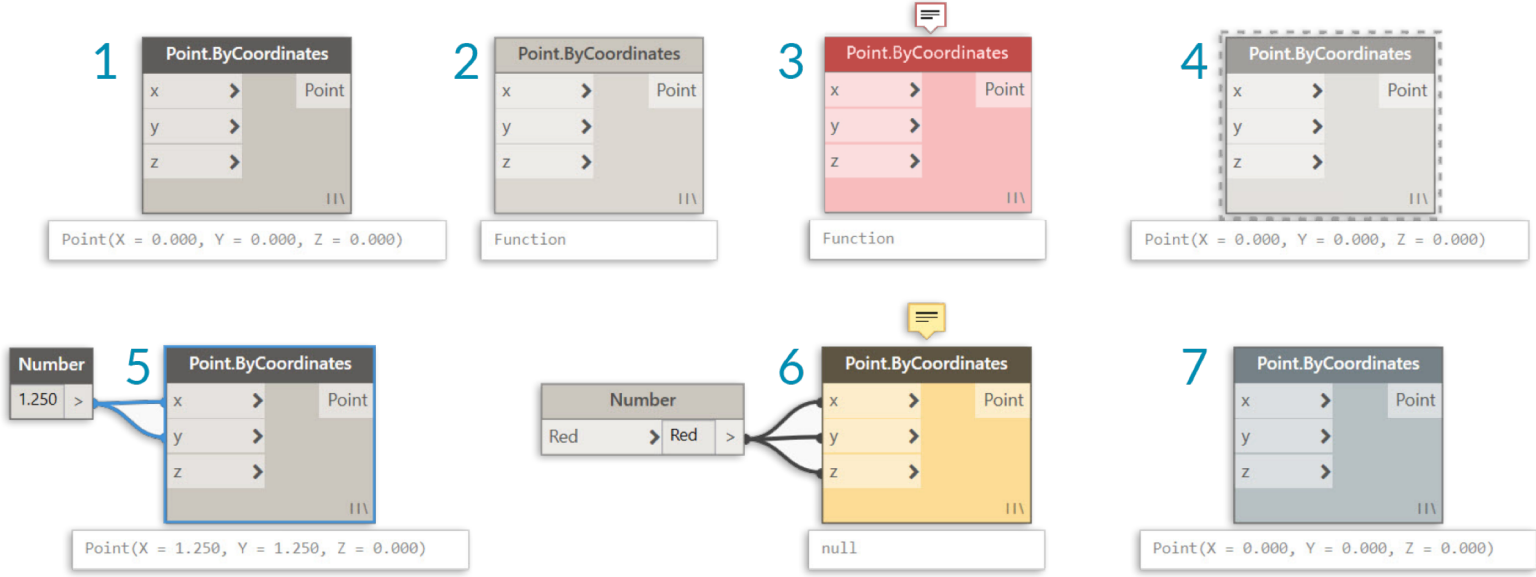 1
Point.ByCoordinates
x > Point
y >
z >
Point(X = 0.000, Y = 0.000, Z = 0.000)
2
Point.ByCoordinates
x > Point
y >
z >
Function
3
Point.ByCoordinates
x > Point
y >
z >
Function
4
Point.ByCoordinates
x > Point
y >
z >
Point(X = 0.000, Y = 0.000, Z = 0.000)
Number
1.250 >
5
Point.ByCoordinates
x > Point
y >
z >
Point(X = 1.250, Y = 1.250, Z = 0.000)
Number
Red > Red >
6
Point.ByCoordinates
x > Point
y >
z >
null
7
Point.ByCoordinates
x > Point
y >
z >
Point(X = 0.000, Y = 0.000, Z = 0.000)